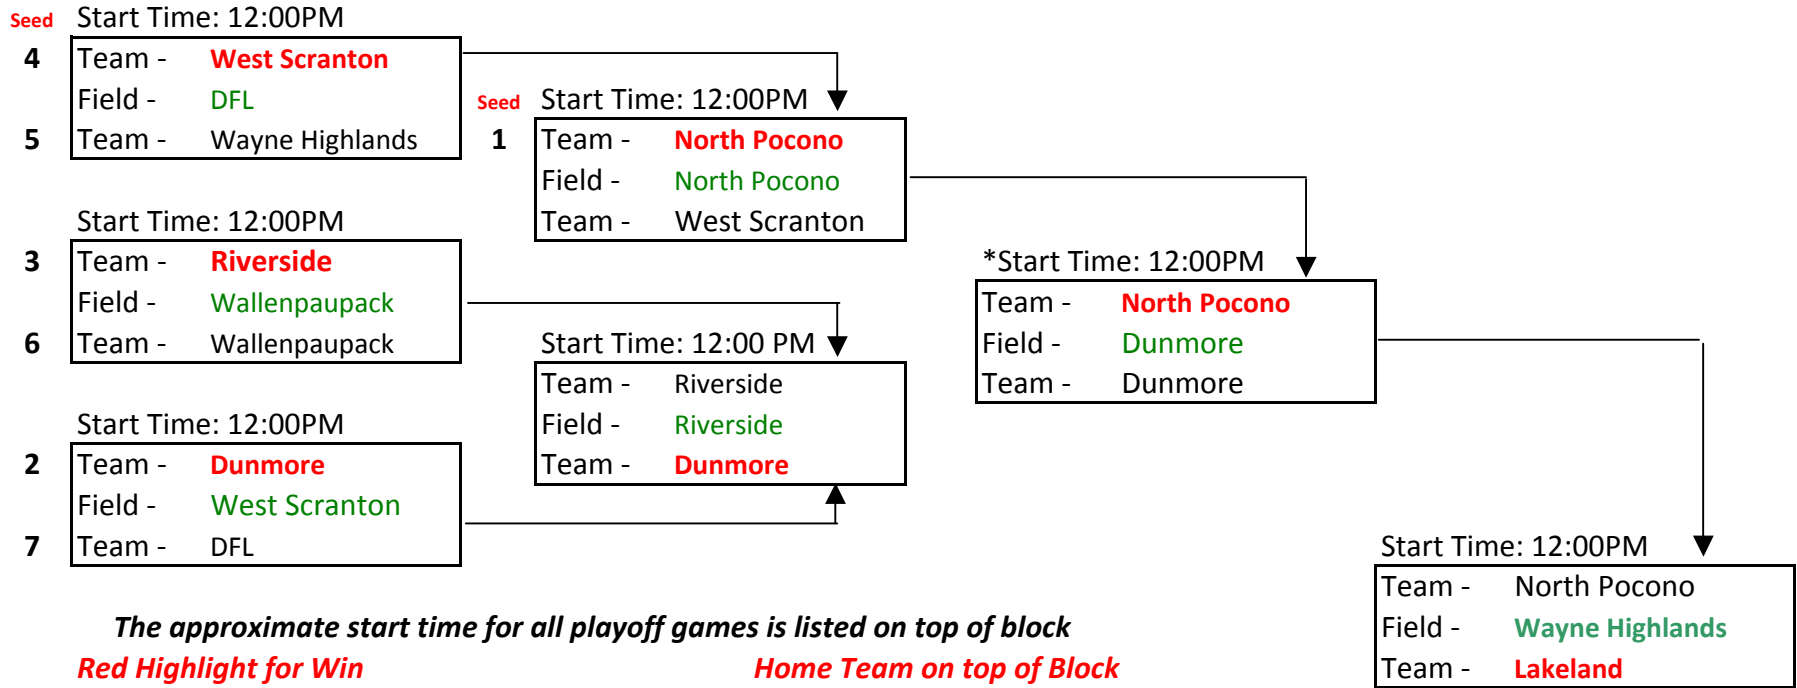 Seed Start Time: 12:00PM
4 Team - West Scranton
Field - DFL
5 Team - Wayne Highlands
Start Time: 12:00PM
3 Team - Riverside
Field - Wallenpaupack
6 Team - Wallenpaupack
Start Time: 12:00PM
2 Team - Dunmore
Field - West Scranton
7 Team - DFL
Seed Start Time: 12:00PM
1 Team - North Pocono
Field - North Pocono
Team - West Scranton
Start Time: 12:00 PM
Team - Riverside
Field - Riverside
Team - Dunmore
*Start Time: 12:00PM
Team - North Pocono
Field - Dunmore
Team - Dunmore
Start Time: 12:00PM
Team - North Pocono
Field - Wayne Highlands
Team - Lakeland
The approximate start time for all playoff games is listed on top of block
Red Highlight for Win Home Team on top of Block